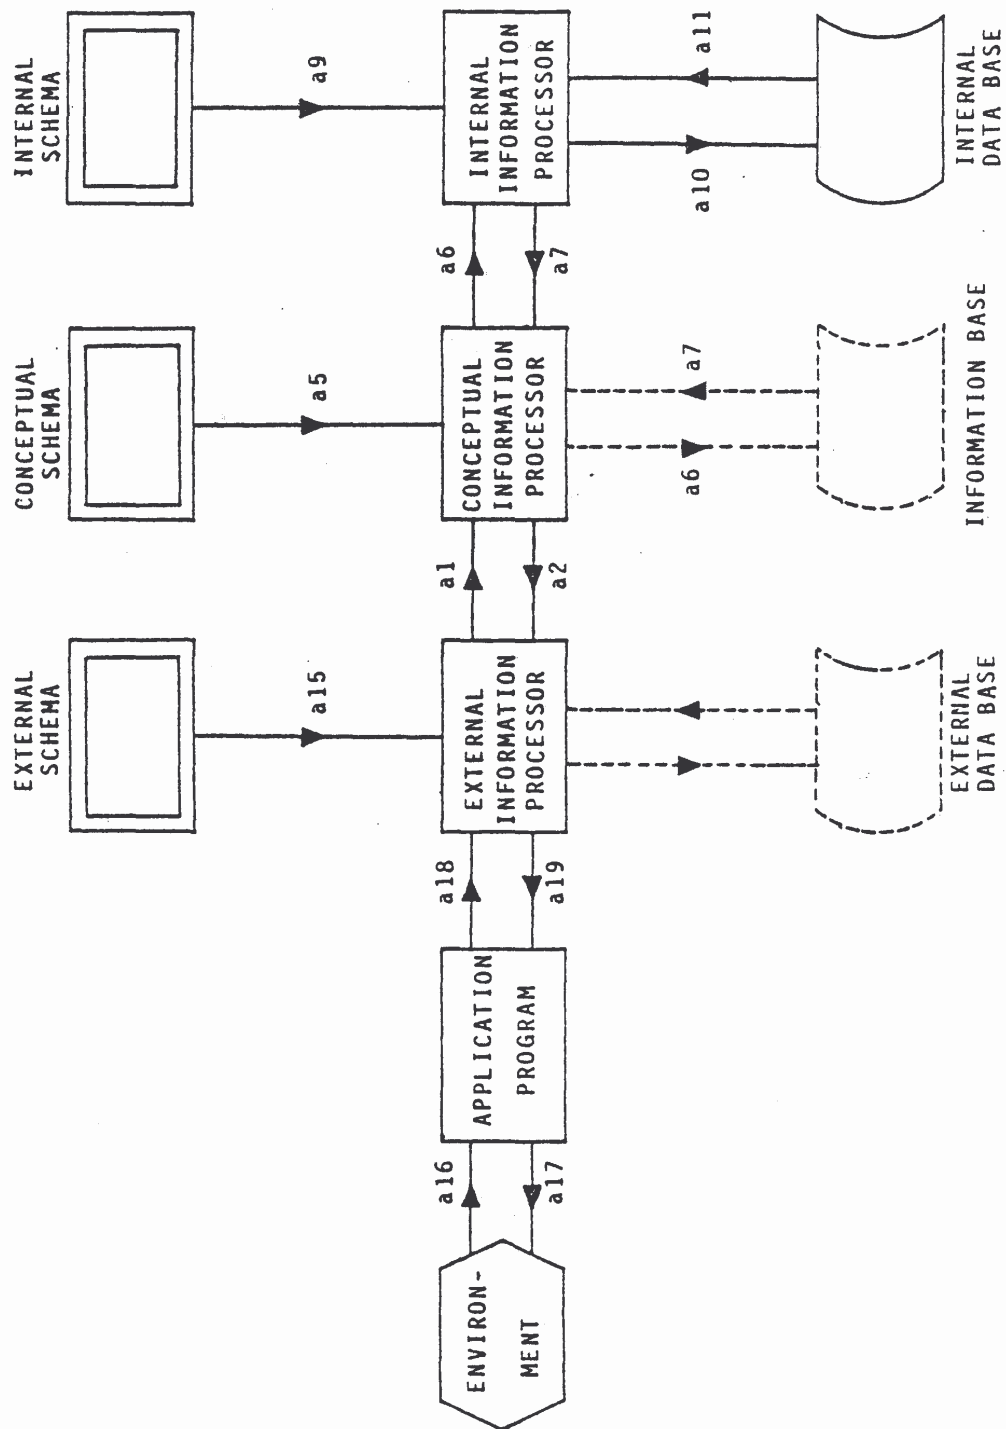 EXTERNAL
SCHEMA
CONCEPTUAL
SCHEMA
INTERNAL
SCHEMA
a15
a5
a9
ENVIRON-
MENT
a16
a17
APPLICATION
PROGRAM
a18
a19
EXTERNAL
INFORMATION
PROCESSOR
a1
a2
CONCEPTUAL
INFORMATION
PROCESSOR
a6
a7
INTERNAL
INFORMATION
PROCESSOR
a6
a7
a10
a11
EXTERNAL
DATA BASE
INFORMATION BASE
INTERNAL
DATA BASE